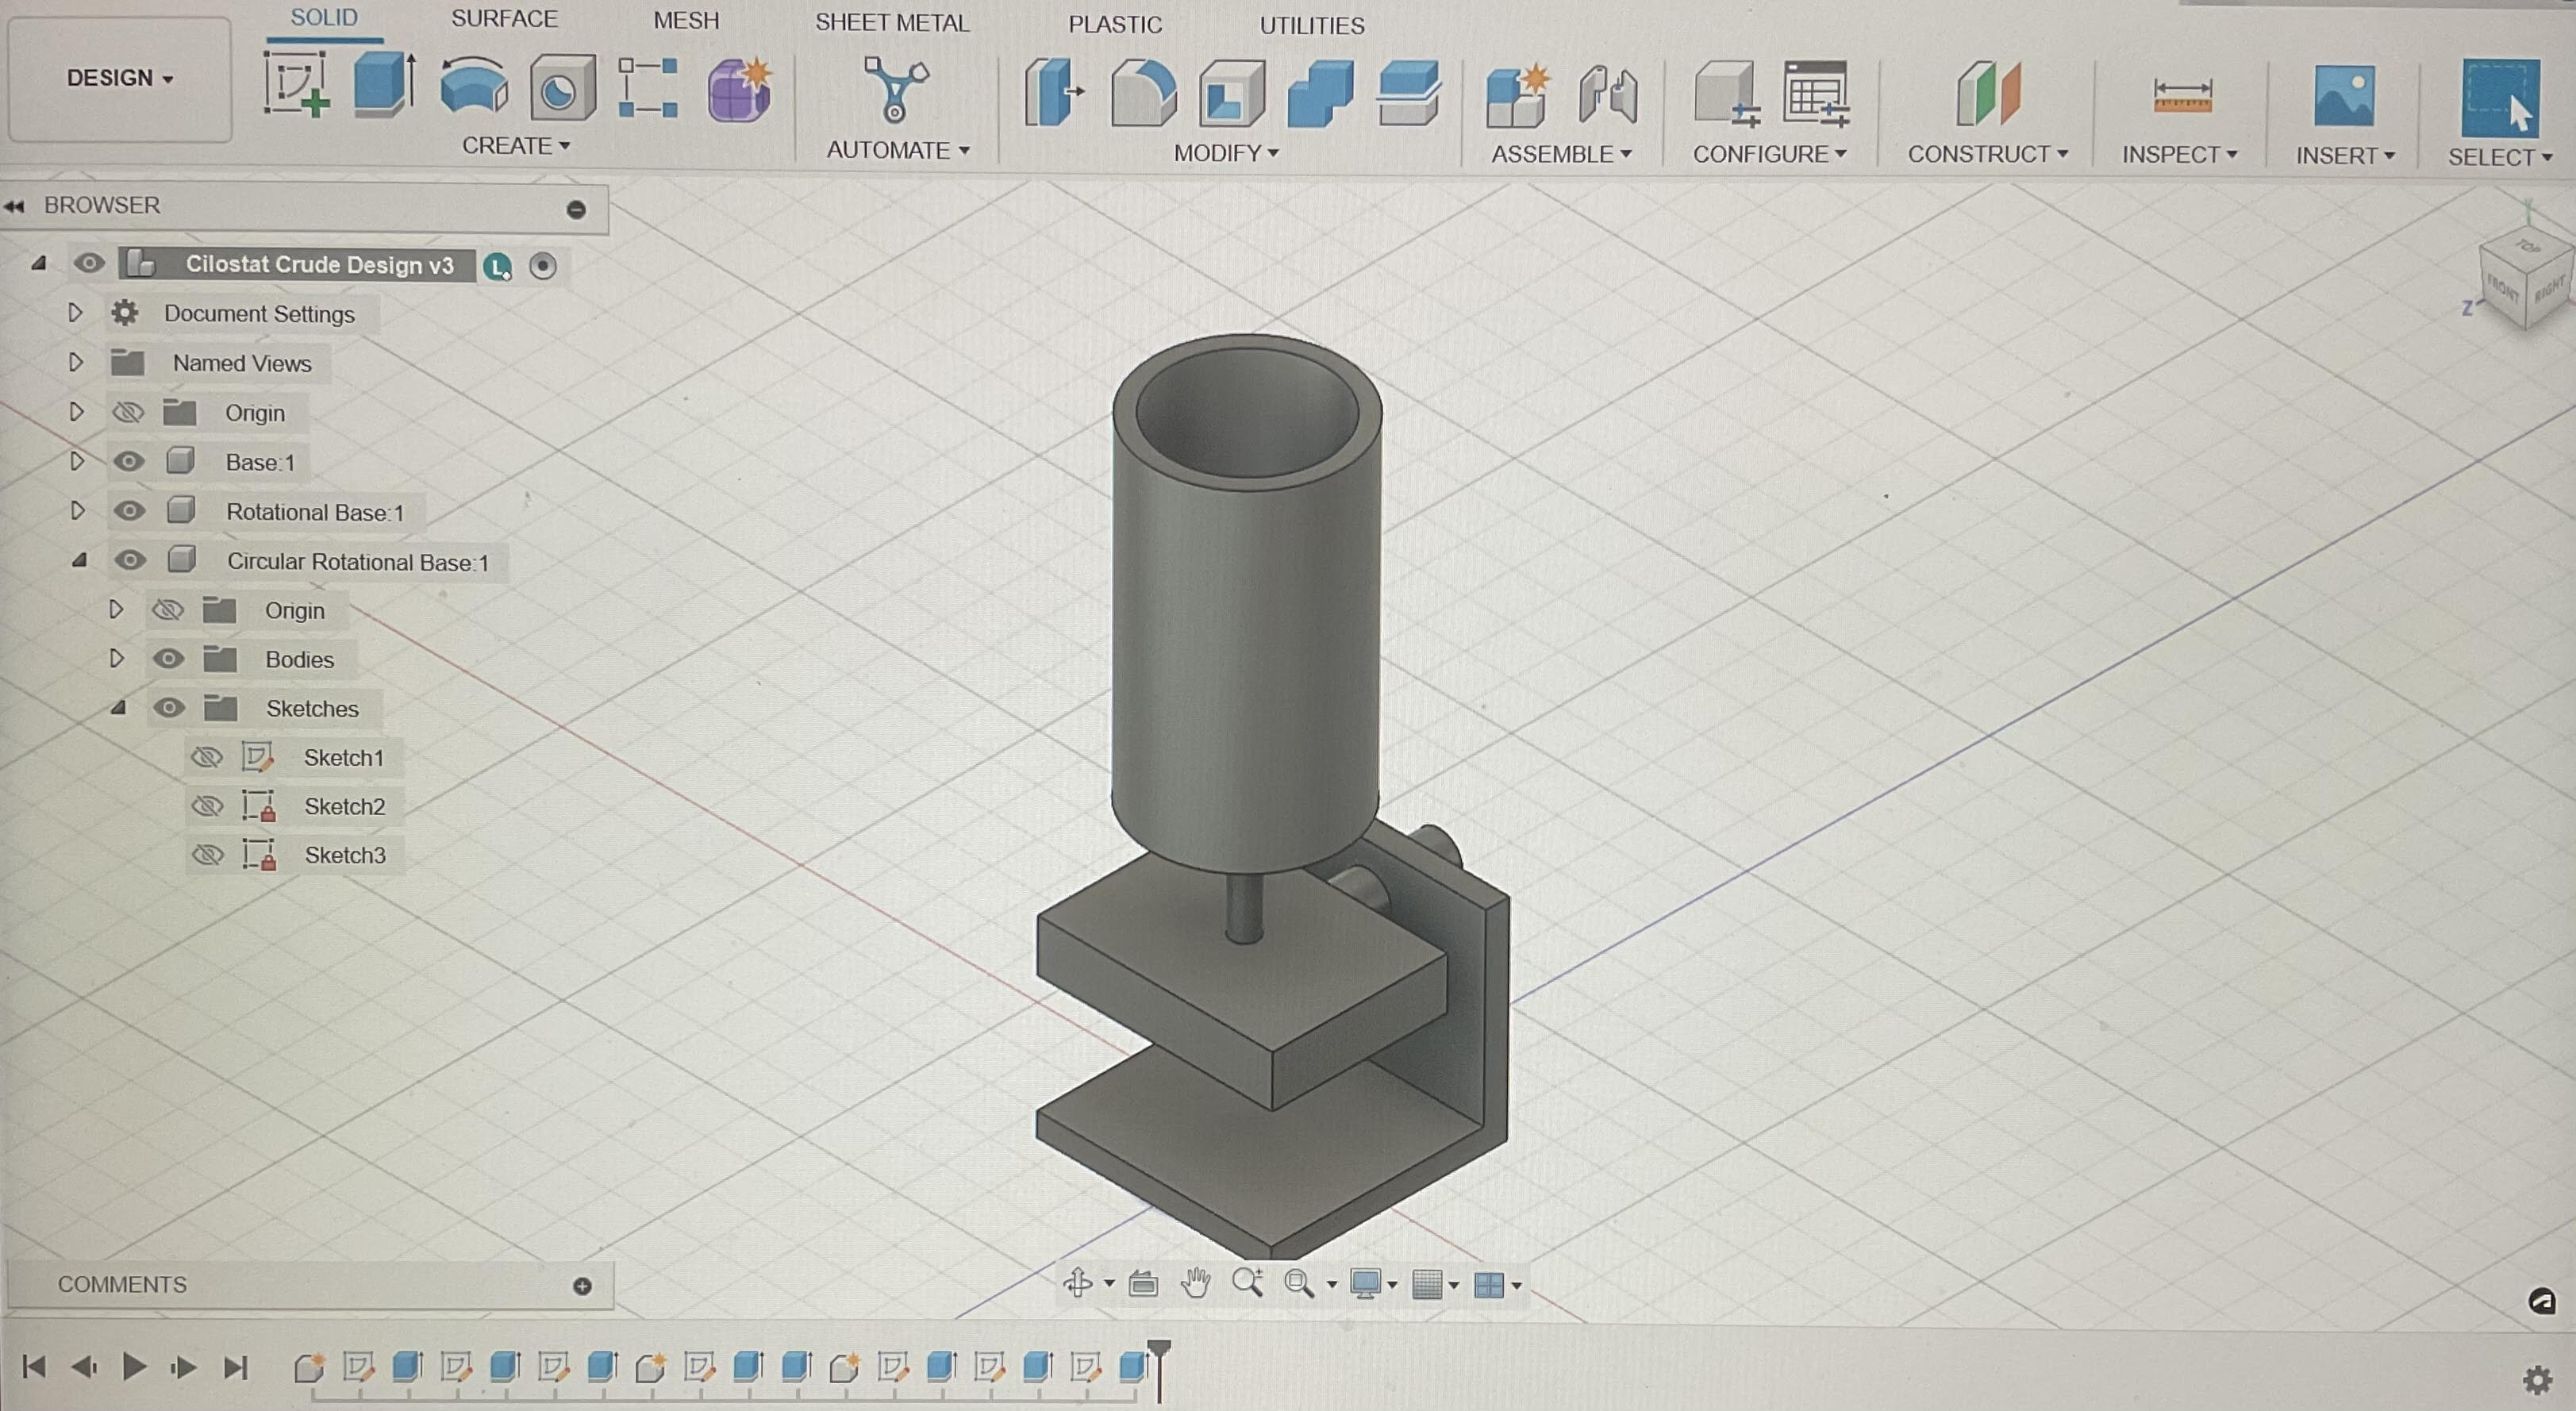 SOLID SURFACE MESH SHEET METAL PLASTIC UTILITIES
DESIGN
CREATE AUTOMATE MODIFY ASSEMBLE CONFIGURE CONSTRUCT INSPECT INSERT SELECT
BROWSER
Cilostat Crude Design v3 L
Document Settings
Named Views
Origin
Base:1
Rotational Base:1
Circular Rotational Base:1
Origin
Bodies
Sketches
Sketch1
Sketch2
Sketch3
Y
TOP
FRONT RIGHT
Z
COMMENTS